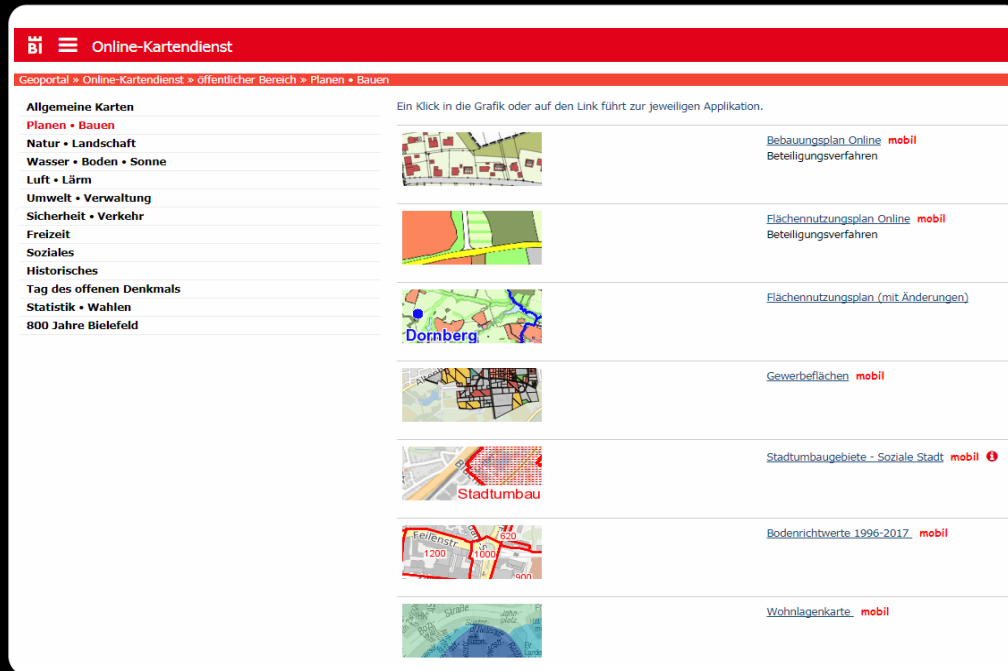 BI Online-Kartendienst
Geoportal » Online-Kartendienst » öffentlicher Bereich » Planen • Bauen
Allgemeine Karten
Planen • Bauen
Natur • Landschaft
Wasser • Boden • Sonne
Luft • Lärm
Umwelt • Verwaltung
Sicherheit • Verkehr
Freizeit
Soziales
Historisches
Tag des offenen Denkmals
Statistik • Wahlen
800 Jahre Bielefeld
Ein Klick in die Grafik oder auf den Link führt zur jeweiligen Applikation.
Bebauungsplan Online mobil
Beteiligungsverfahren
Flächennutzungsplan Online mobil
Beteiligungsverfahren
Dornberg
Flächennutzungsplan (mit Änderungen)
Gewerbeflächen mobil
Stadtumbau
Stadtumbaugebiete - Soziale Stadt mobil
Feilenstr
620
1200
1000
900
Bodenrichtwerte 1996-2017 mobil
Straße
Wohnlagenkarte mobil